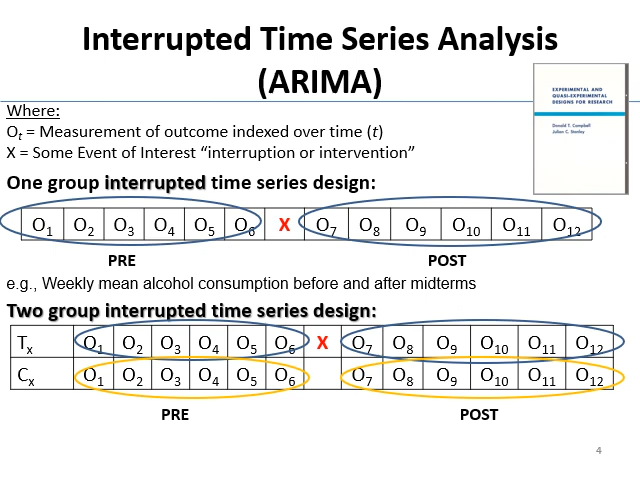 Interrupted Time Series Analysis
(ARIMA)
EXPERIMENTAL AND
QUASI-EXPERIMENTAL
DESIGNS FOR RESEARCH
Donald T. Campbell
Julian C. Stanley
Where:
Ot = Measurement of outcome indexed over time (t)
X = Some Event of Interest “interruption or intervention”
One group interrupted time series design:
O1 O2 O3 O4 O5 O6 X O7 O8 O9 O10 O11 O12
PRE POST
e.g., Weekly mean alcohol consumption before and after midterms
Two group interrupted time series design:
Tx O1 O2 O3 O4 O5 O6 X O7 O8 O9 O10 O11 O12
Cx O1 O2 O3 O4 O5 O6 O7 O8 O9 O10 O11 O12
PRE POST
4